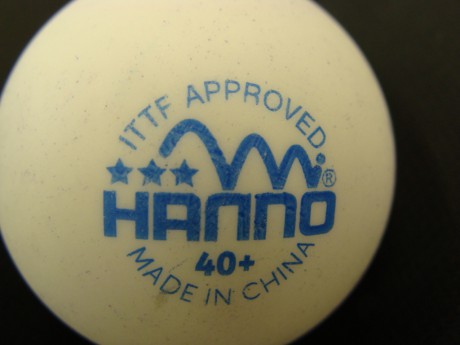 ITTF APPROVED
®
HANNO
40+
MADE IN CHINA